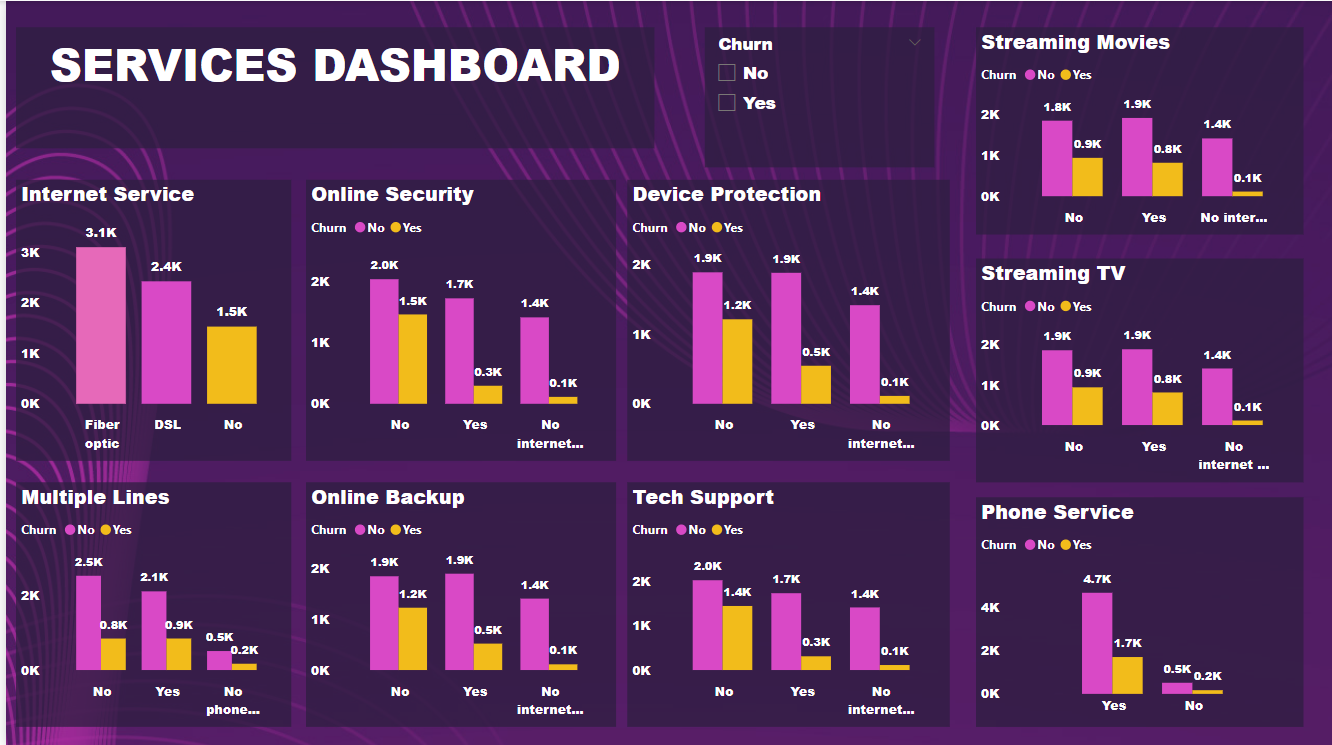 SERVICES DASHBOARD
Churn
No
Yes
Streaming Movies
Churn No Yes
2K
1K
0K
1.8K
0.9K
1.9K
0.8K
1.4K
0.1K
No Yes No inter...
Internet Service
3K
2K
1K
0K
3.1K
2.4K
1.5K
Fiber optic
DSL
No
Online Security
Churn No Yes
2K
1K
0K
2.0K
1.5K
1.7K
0.3K
1.4K
0.1K
No Yes No
internet...
Device Protection
Churn No Yes
2K
1K
0K
1.9K
1.2K
1.9K
0.5K
1.4K
0.1K
No Yes No
internet...
Streaming TV
Churn No Yes
2K
1K
0K
1.9K
0.9K
1.9K
0.8K
1.4K
0.1K
No Yes No
internet ...
Multiple Lines
Churn No Yes
2K
0K
2.5K
0.8K
2.1K
0.9K
0.5K
0.2K
No Yes No
phone...
Online Backup
Churn No Yes
2K
1K
0K
1.9K
1.2K
1.9K
0.5K
1.4K
0.1K
No Yes No
internet...
Tech Support
Churn No Yes
2K
1K
0K
2.0K
1.4K
1.7K
0.3K
1.4K
0.1K
No Yes No
internet...
Phone Service
Churn No Yes
4K
2K
0K
4.7K
1.7K
0.5K
0.2K
Yes No